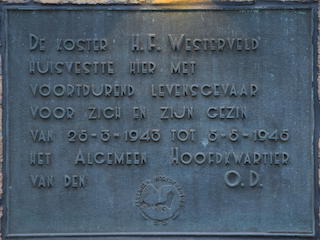 De koster H.F. Westerveld
huisvestte hier met
voortdurend levensgevaar
voor zich en zijn gezin
van 25-3-1943 tot 5-5-1945
het Algemeen Hoofdkwartier
van den O.D.